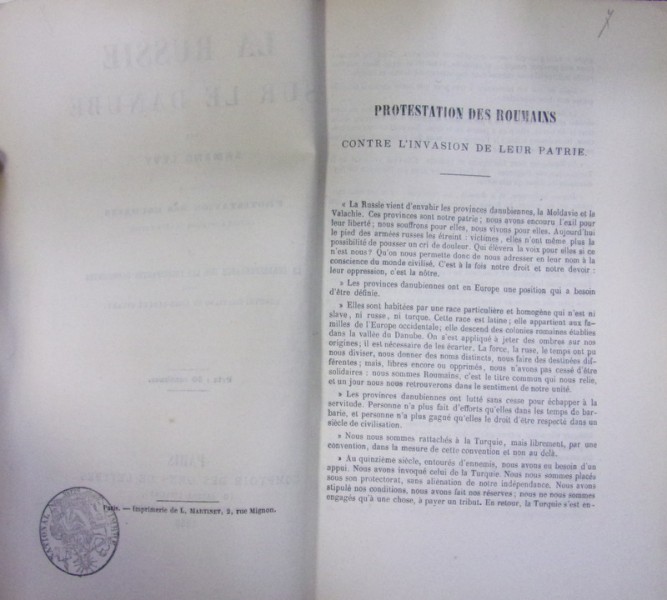 7
PROTESTATION DES ROUMAINS
CONTRE L'INVASION DE LEUR PATRIE.
« La Russie vient d'envahir les provinces danubiennes, la Moldavie et la
Valachie. Ces provinces sont notre patrie ; nous avons encouru l'exil pour
leur liberté ; nous souffrons pour elles, nous vivons pour elles. Aujourd'hui
le pied des armées russes les étreint : victimes, elles n'ont même plus la
possibilité de pousser un cri de douleur. Qui élèvera la voix pour elles si ce
n'est nous ? Qu'on nous permette donc de nous adresser en leur nom à la
conscience du monde civilisé. C'est à la fois notre droit et notre devoir :
leur oppression, c'est la nôtre.
» Les provinces danubiennes ont en Europe une position qui a besoin
d'être définie.
» Elles sont habitées par une race particulière et homogène qui n'est ni
slave, ni russe, ni turque. Cette race est latine ; elle appartient aux fa-
milles de l'Europe occidentale ; elle descend des colonies romaines établies
dans la vallée du Danube. On s'est appliqué à jeter des ombres sur nos
origines ; il est nécessaire de les écarter. La force, la ruse, le temps ont pu
nous diviser, nous donner des noms distincts, nous faire des destinées dif-
férentes ; mais, libres encore ou opprimés, nous n'avons pas cessé d'être
solidaires : nous sommes Roumains, c'est le titre commun qui nous relie,
et un jour nous nous retrouverons dans le sentiment de notre unité.
» Les provinces danubiennes ont lutté sans cesse pour échapper à la
servitude. Personne n'a plus fait d'efforts qu'elles dans les temps de bar-
barie, et personne n'a plus gagné qu'elles le droit d'être respecté dans un
siècle de civilisation.
» Nous nous sommes rattachés à la Turquie, mais librement, par une
convention, dans la mesure de cette convention et non au delà.
» Au quinzième siècle, entourés d'ennemis, nous avons eu besoin d'un
appui. Nous avons invoqué celui de la Turquie. Nous nous sommes placés
sous son protectorat, sans aliénation de notre indépendance. Nous avons
stipulé nos conditions, nous avons fait nos réserves ; nous ne nous sommes
engagés qu'à une chose, à payer un tribut. En retour, la Turquie s'est en-
Paris. — Imprimerie de L. MARTINET, 2, rue Mignon.